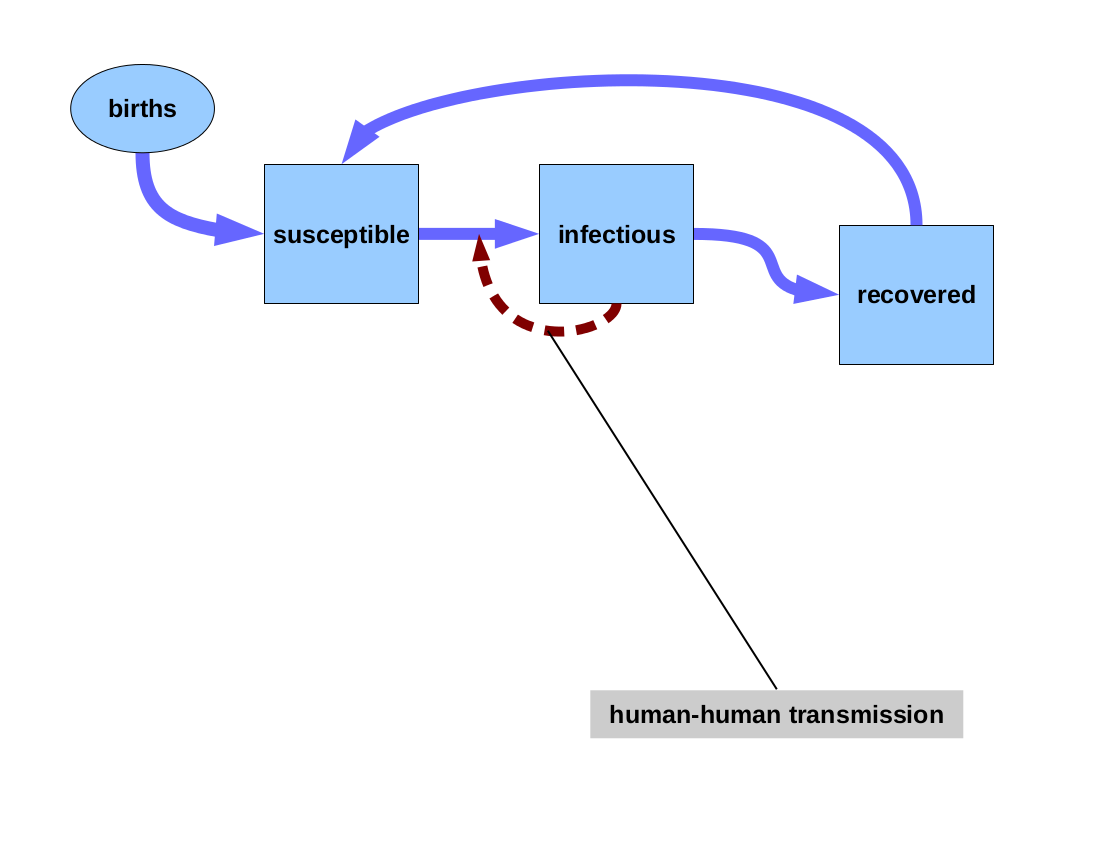 births
susceptible
infectious
recovered
human-human transmission